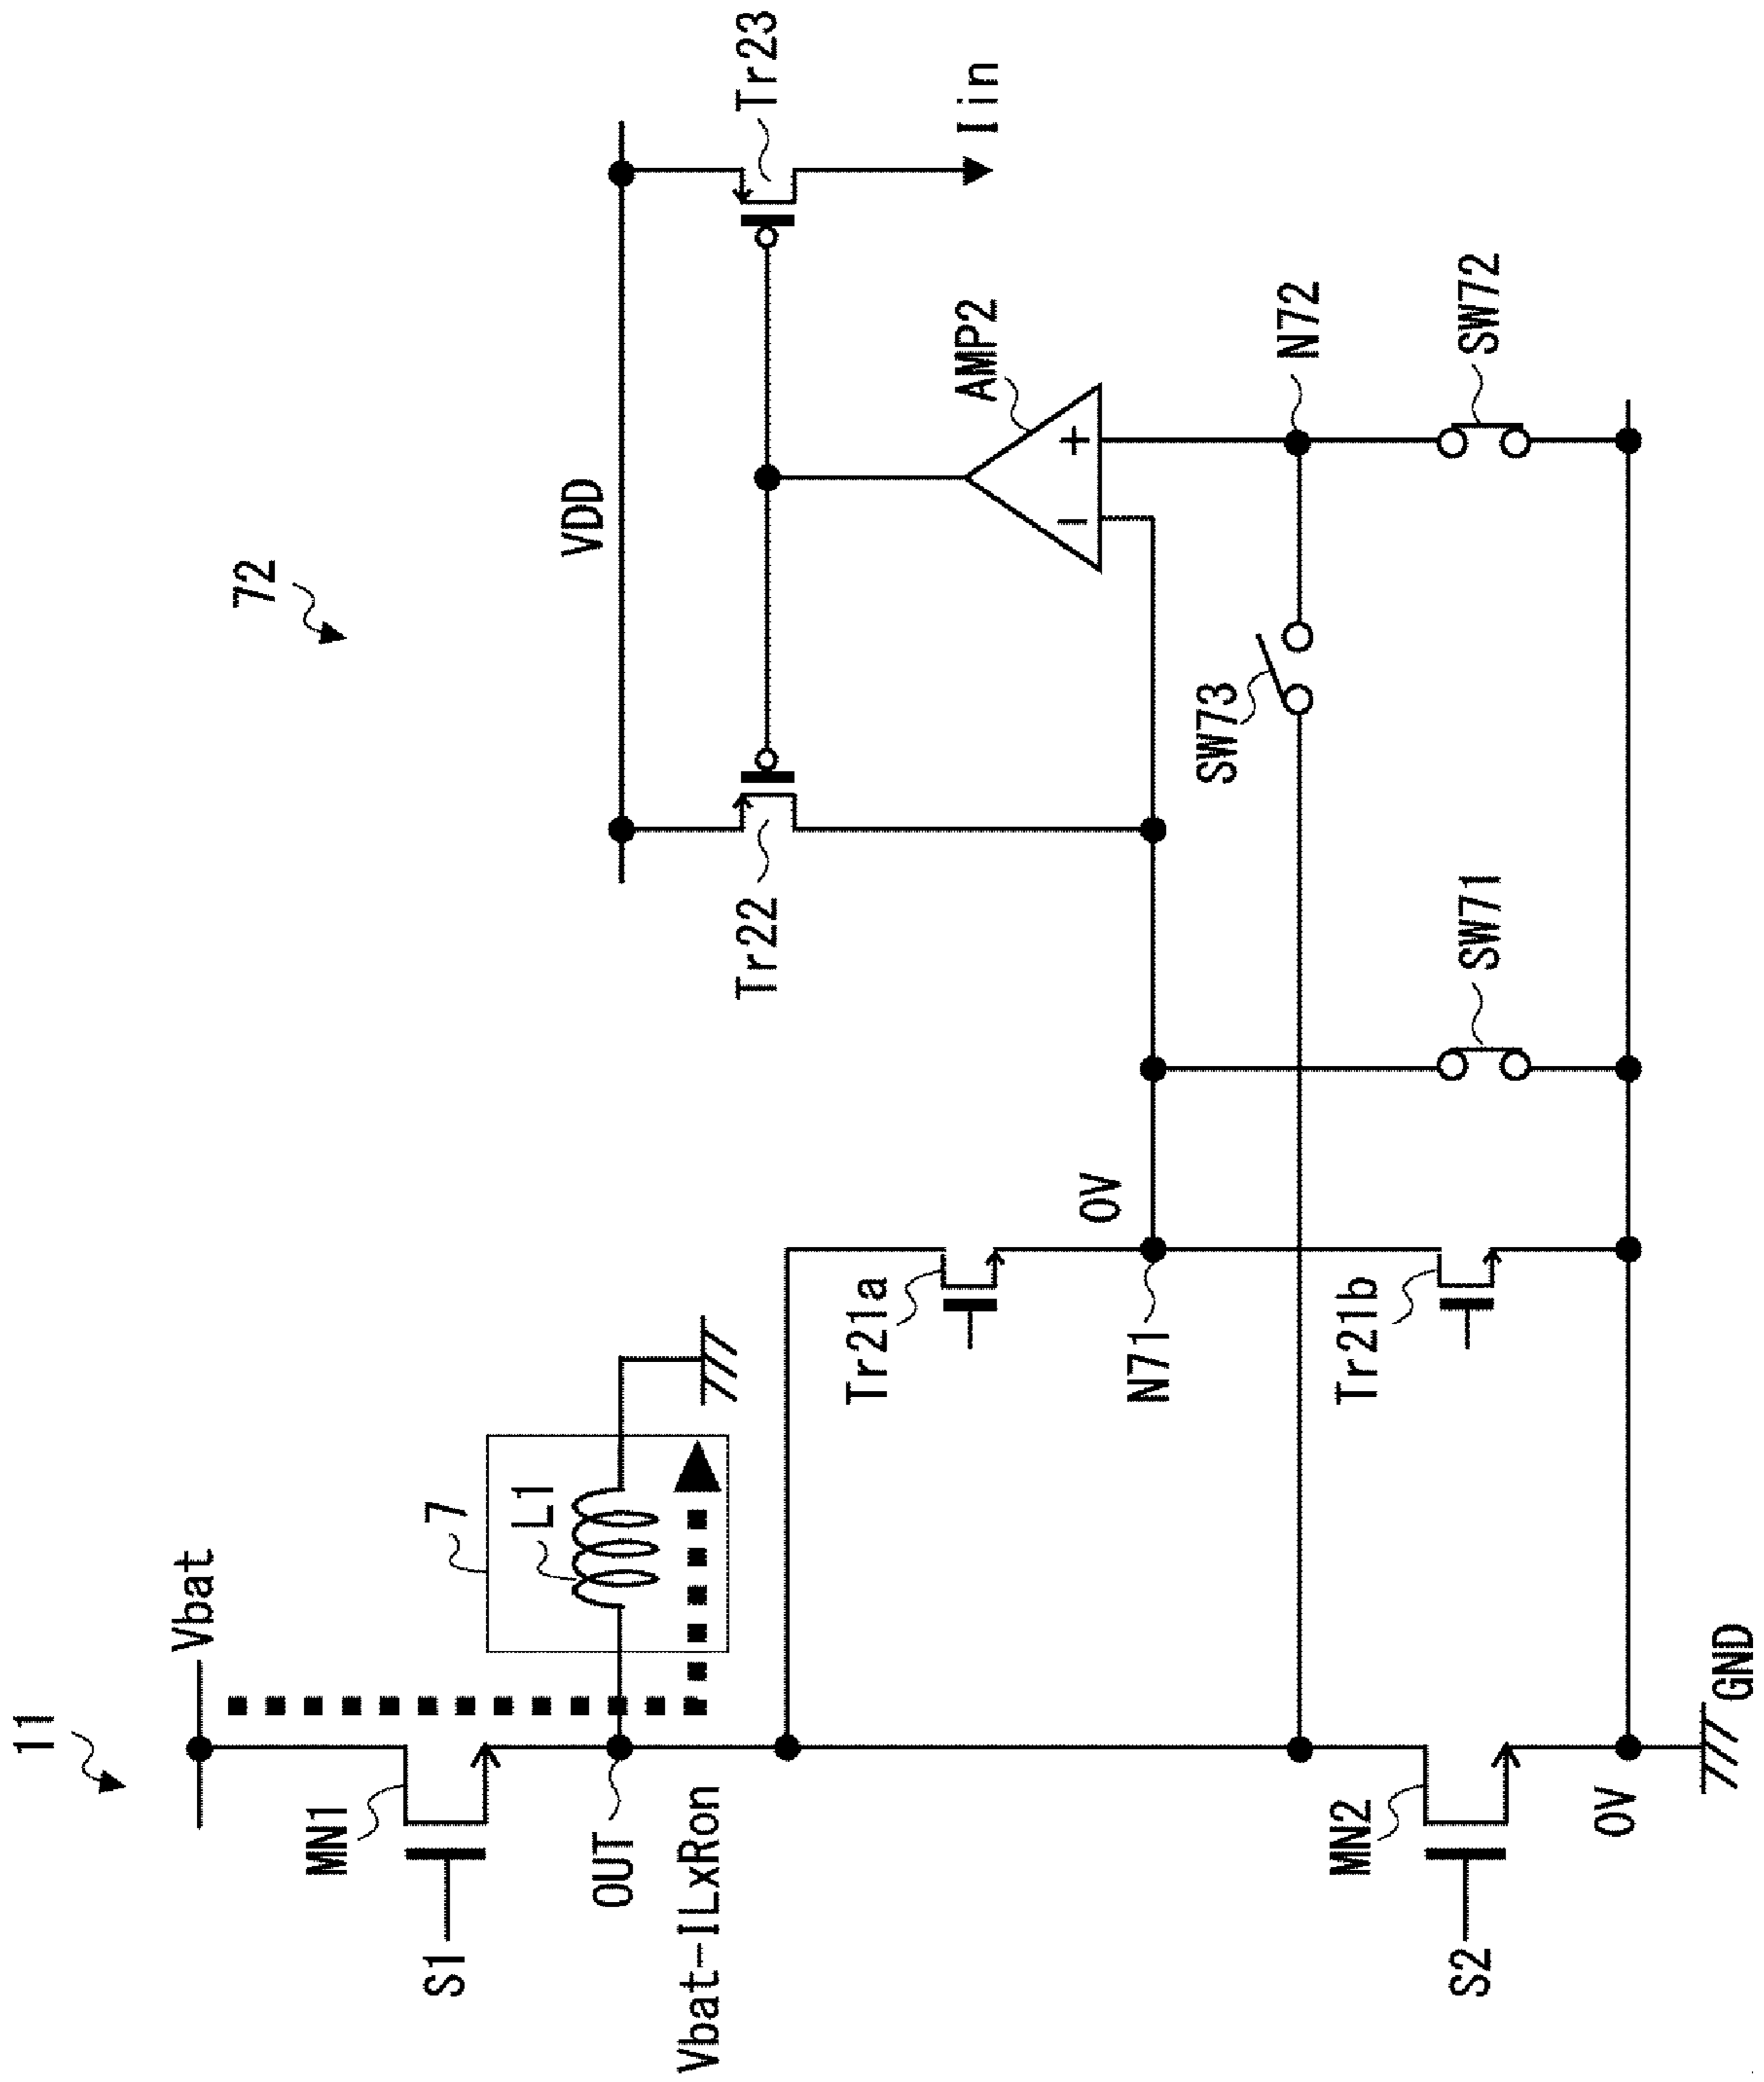 11
72
Vbat
VDD
MN1
S1
7
L1
OUT
Vbat-ILxRon
Tr22
Tr23
Iin
AMP2
+
-
Tr21a
0V
N71
SW73
N72
Tr21b
SW71
SW72
MN2
S2
0V
GND